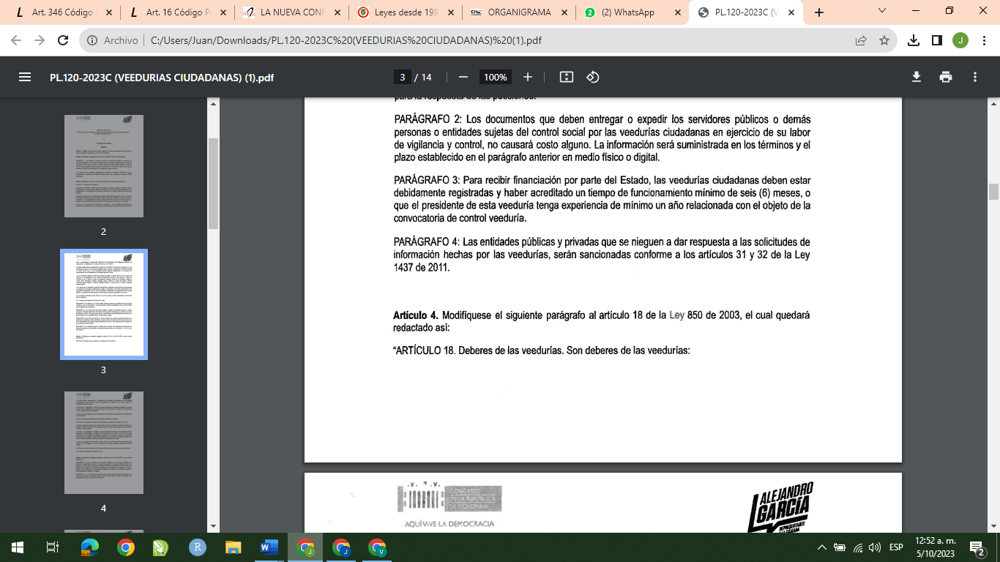 Art. 346 Código
Art. 16 Código P
LA NUEVA CONF
Leyes desde 199
ORGANIGRAMA
(2) WhatsApp
PL.120-2023C (V
Archivo
C:/Users/Juan/Downloads/PL.120-2023C%20(VEEDURIAS%20CIUDADANAS)%20(1).pdf
J
PL.120-2023C (VEEDURIAS CIUDADANAS) (1).pdf
3 / 14
100%
2
3
4
para la respuesta de las peticiones.
PARÁGRAFO 2: Los documentos que deben entregar o expedir los servidores públicos o demás
personas o entidades sujetas del control social por las veedurías ciudadanas en ejercicio de su labor
de vigilancia y control, no causará costo alguno. La información será suministrada en los términos y el
plazo establecido en el parágrafo anterior en medio físico o digital.
PARÁGRAFO 3: Para recibir financiación por parte del Estado, las veedurías ciudadanas deben estar
debidamente registradas y haber acreditado un tiempo de funcionamiento mínimo de seis (6) meses, o
que el presidente de esta veeduría tenga experiencia de mínimo un año relacionada con el objeto de la
convocatoria de control veeduría.
PARÁGRAFO 4: Las entidades públicas y privadas que se nieguen a dar respuesta a las solicitudes de
información hechas por las veedurías, serán sancionadas conforme a los artículos 31 y 32 de la Ley
1437 de 2011.
Artículo 4. Modifíquese el siguiente parágrafo al artículo 18 de la Ley 850 de 2003, el cual quedará
redactado así:
“ARTÍCULO 18. Deberes de las veedurías. Son deberes de las veedurías:
CONGRESO
DE LA REPÚBLICA
DE COLOMBIA
AQUÍVIVE LA DEMOCRACIA
ALEJANDRO
GARCÍA
REPRESENTANTE
ESP
12:52 a. m.
5/10/2023
2